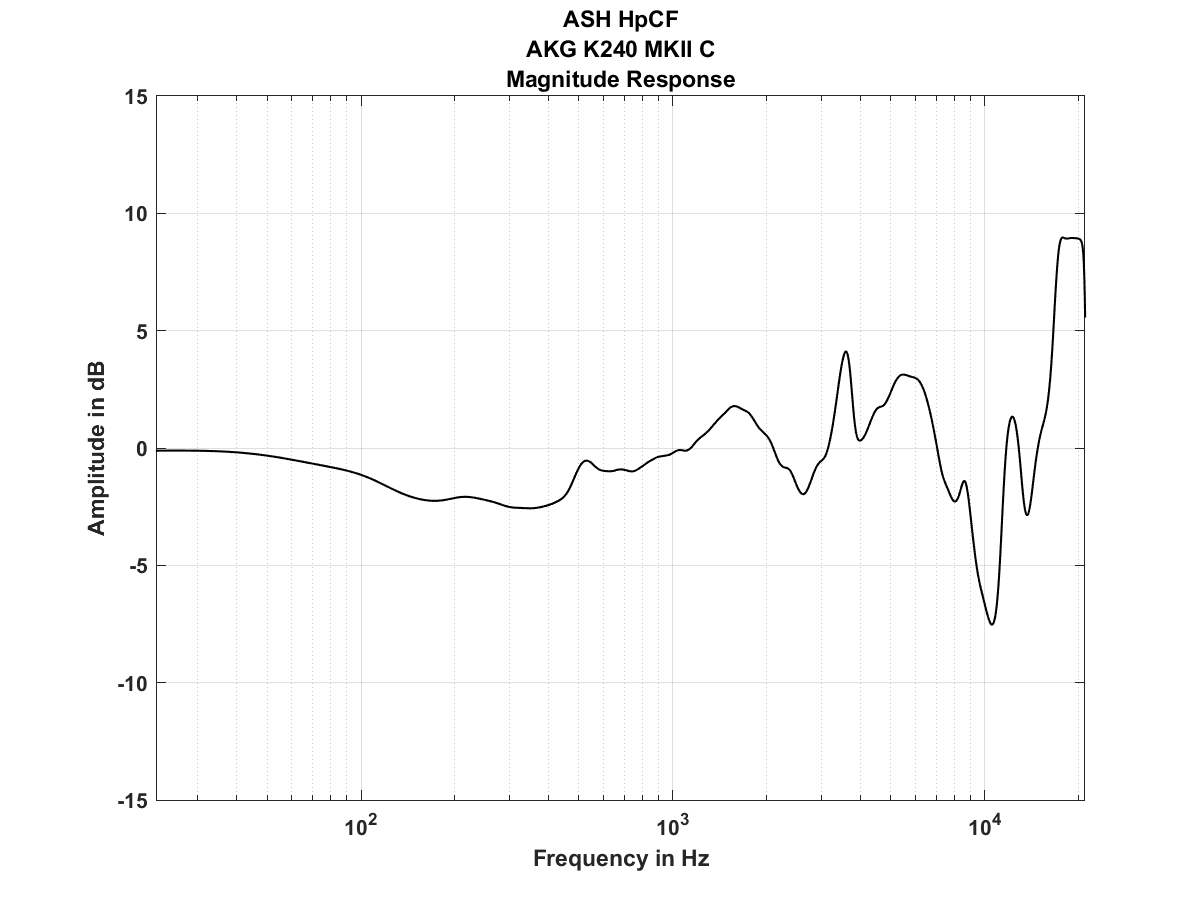 ASH HpCF
AKG K240 MKII C
Magnitude Response
15
10
5
0
-5
-10
-15
Amplitude in dB
10² 10³ 10⁴
Frequency in Hz